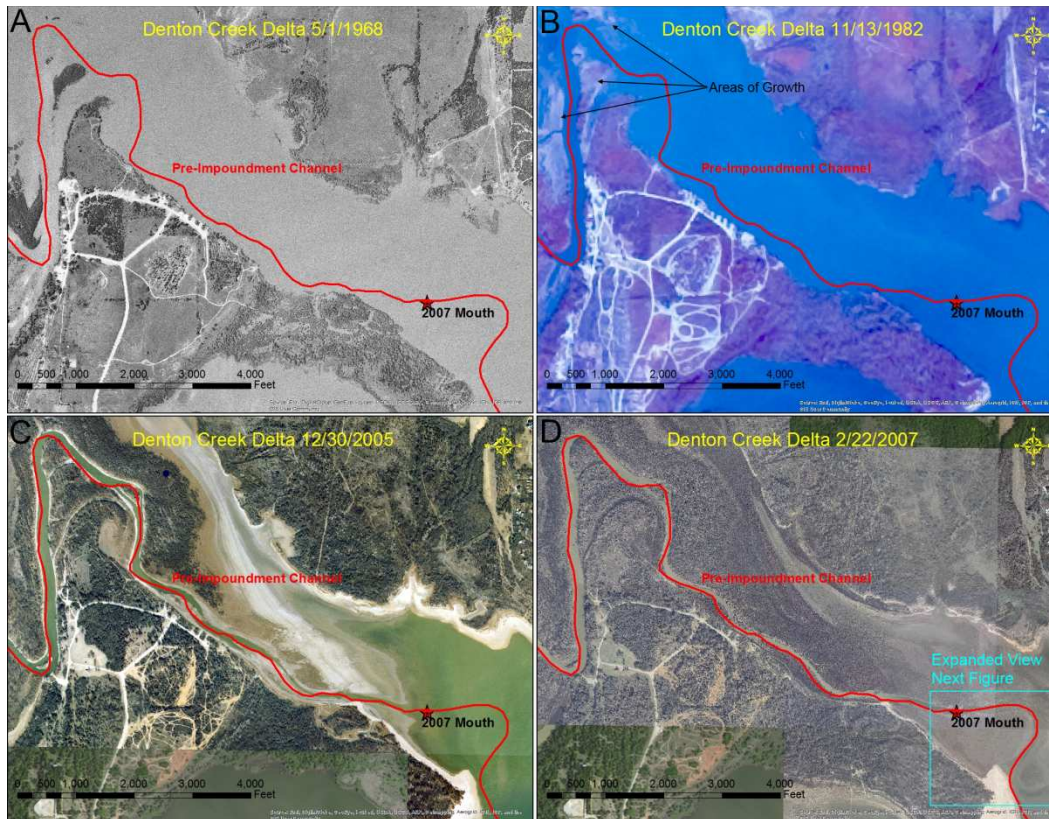 A
Denton Creek Delta 5/1/1968
Pre-Impoundment Channel
2007 Mouth
0 500 1,000 2,000 3,000 4,000
Feet
B
Denton Creek Delta 11/13/1982
Areas of Growth
Pre-Impoundment Channel
2007 Mouth
0 500 1,000 2,000 3,000 4,000
Feet
C
Denton Creek Delta 12/30/2005
Pre-Impoundment Channel
2007 Mouth
0 500 1,000 2,000 3,000 4,000
Feet
D
Denton Creek Delta 2/22/2007
Pre-Impoundment Channel
Expanded View
Next Figure
2007 Mouth
0 500 1,000 2,000 3,000 4,000
Feet